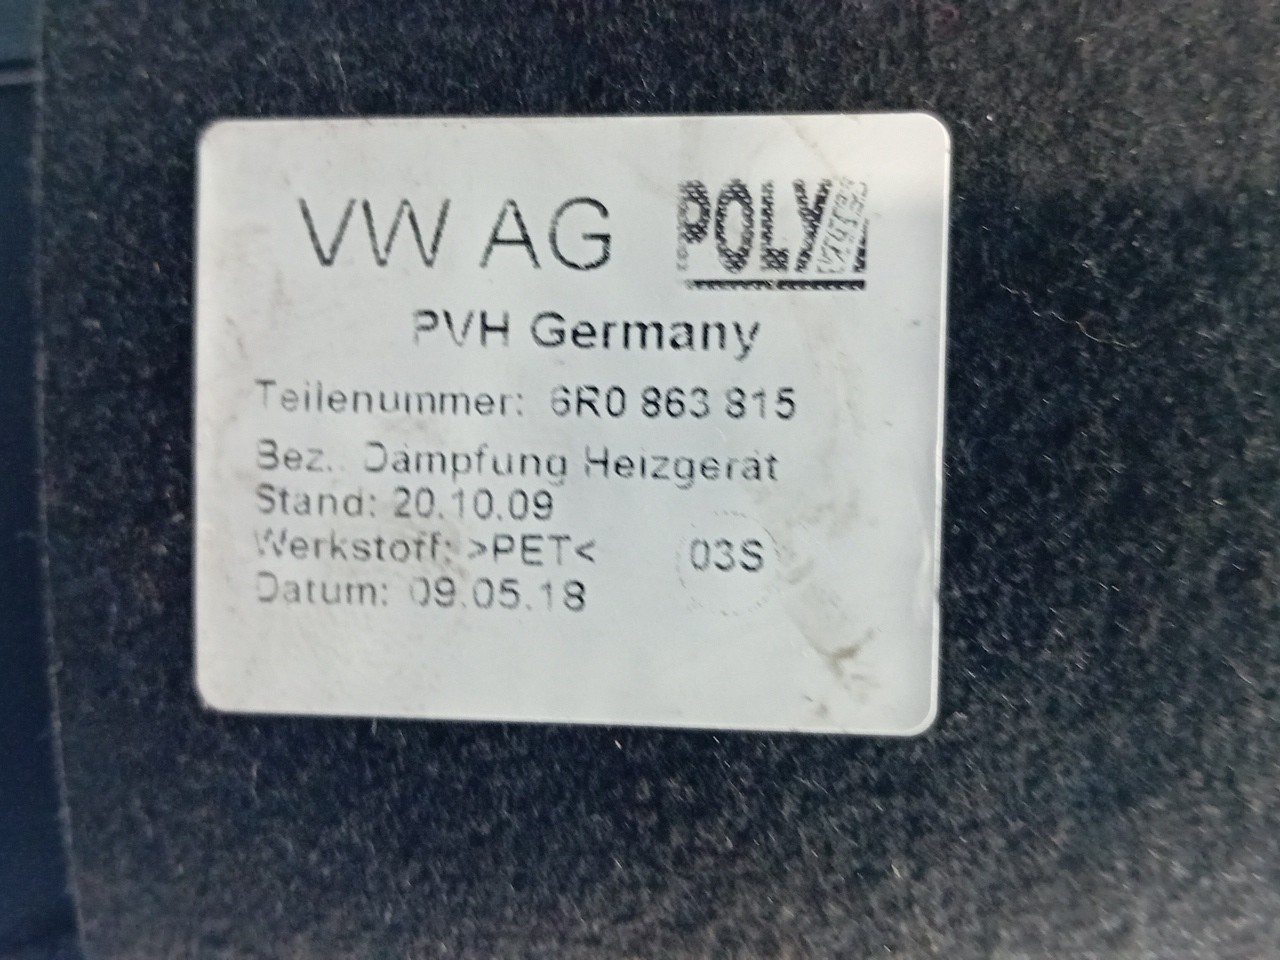 VW AG
PVH Germany
Teilenummer: 6R0 863 815
Bez.. Dämpfung Heizgerät
Stand: 20.10.09
Werkstoff: >PET< 03S
Datum: 09.05.18